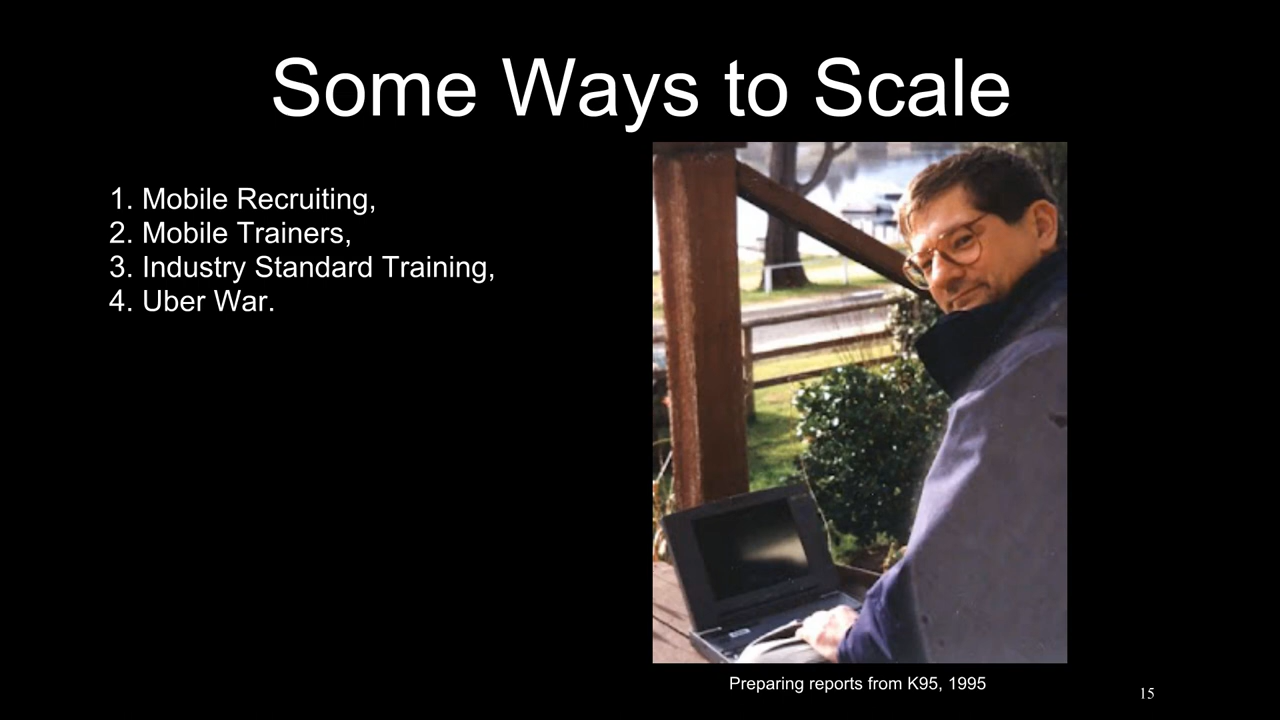 Some Ways to Scale
1. Mobile Recruiting,
2. Mobile Trainers,
3. Industry Standard Training,
4. Uber War.
Preparing reports from K95, 1995
15